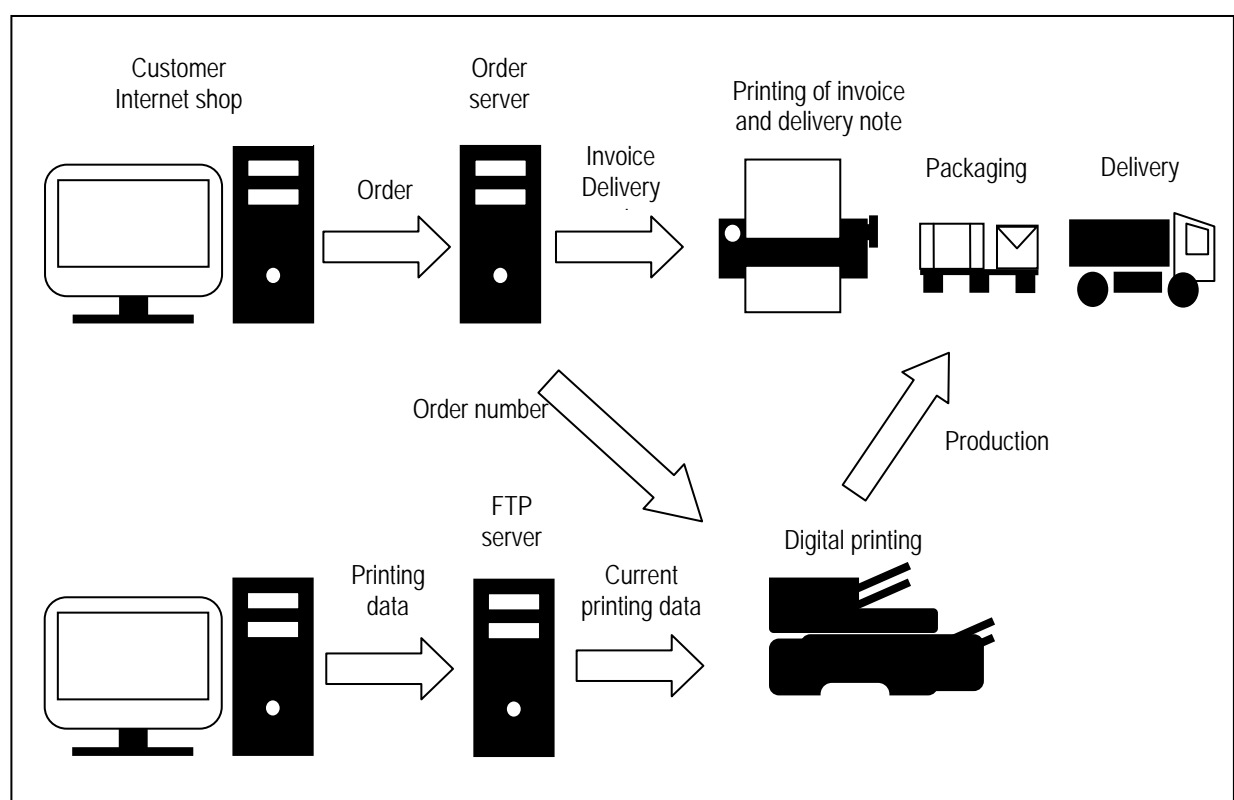 Customer
Internet shop
Order
server
Printing of invoice
and delivery note
Packaging
Delivery
Order
Invoice
Delivery
Order number
Production
FTP
server
Digital printing
Printing
data
Current
printing data